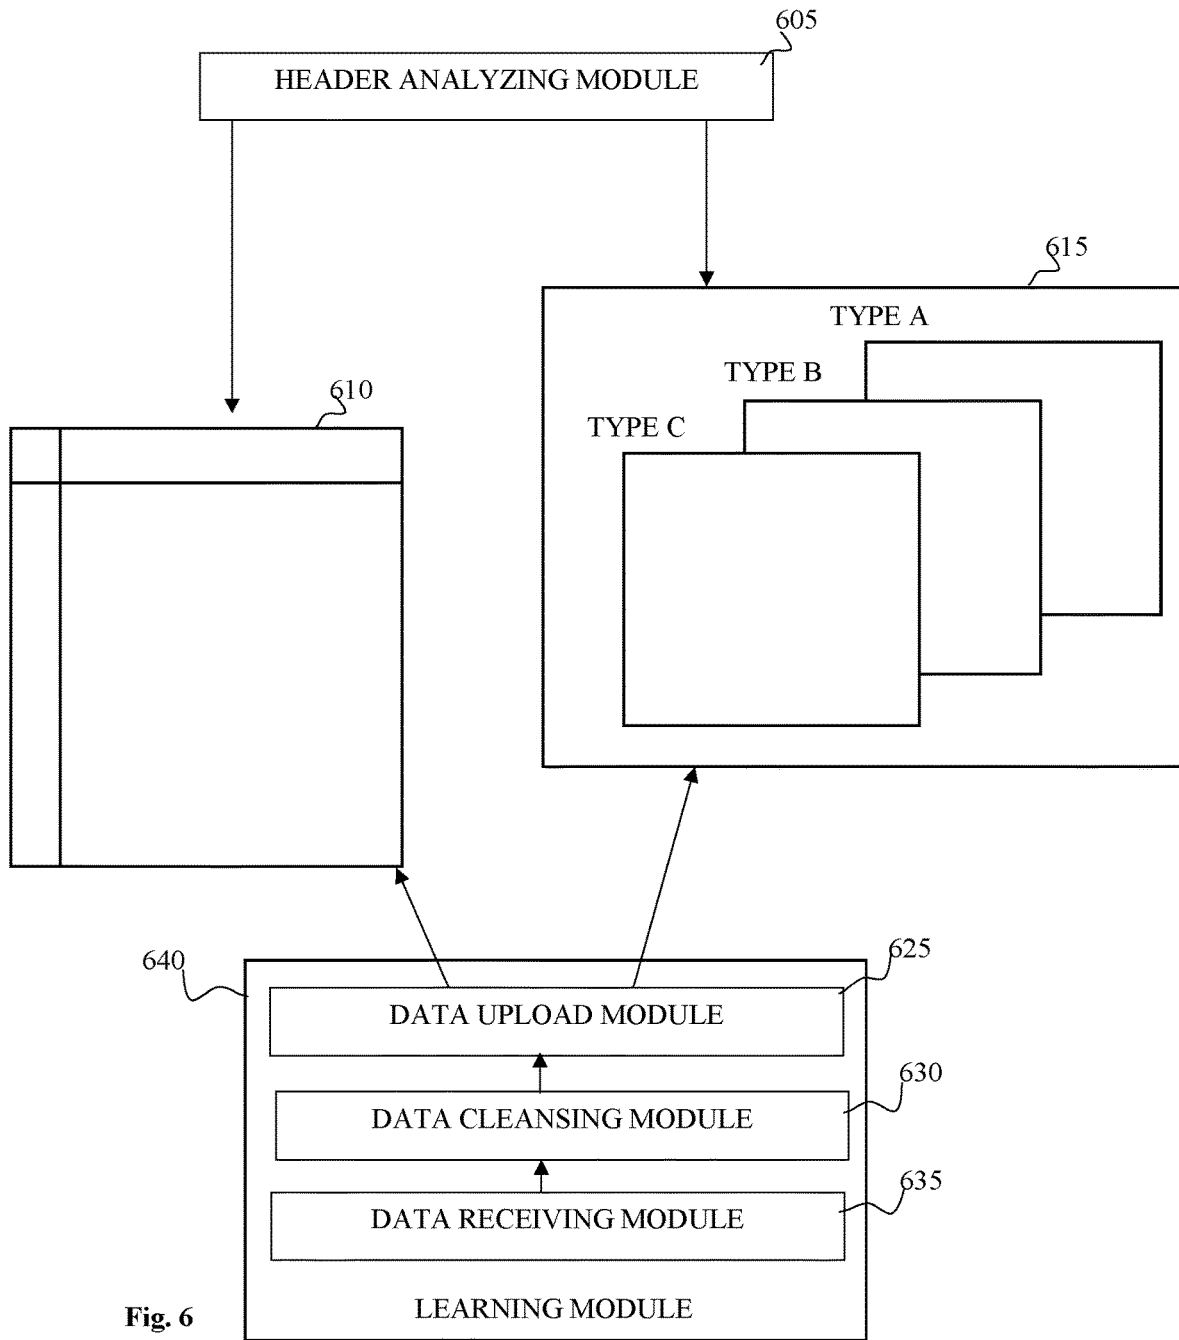 605
HEADER ANALYZING MODULE
615
TYPE A
TYPE B
610
TYPE C
640
625
DATA UPLOAD MODULE
630
DATA CLEANSING MODULE
635
DATA RECEIVING MODULE
LEARNING MODULE
Fig. 6